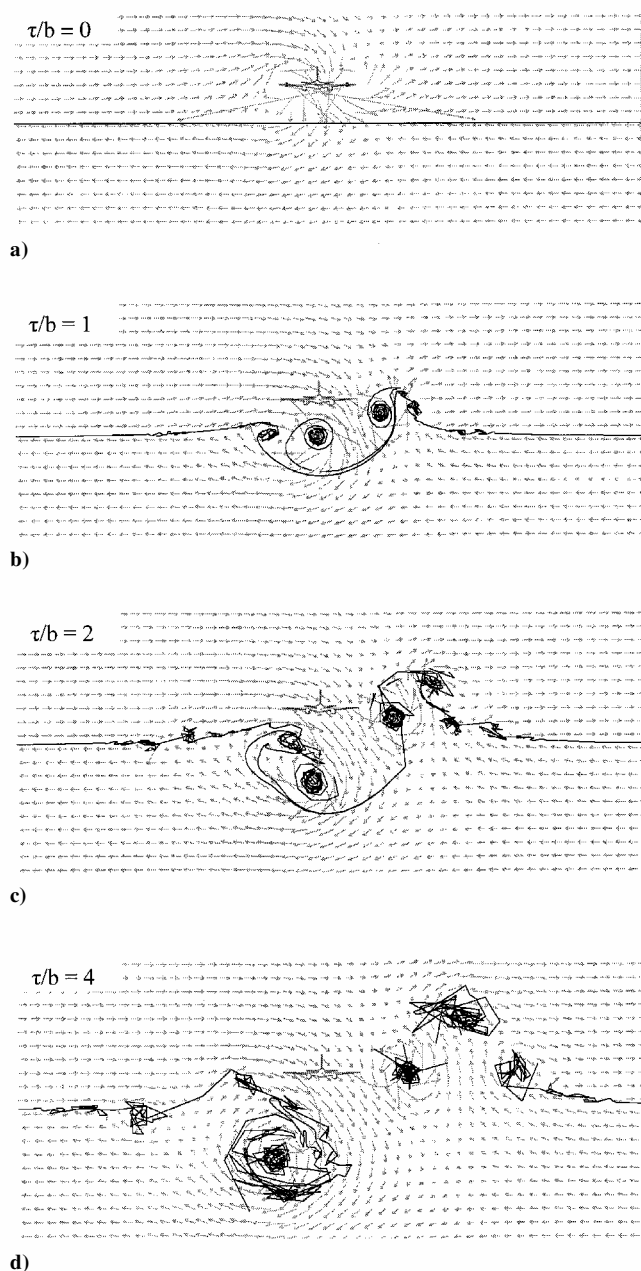 τ/b = 0
a)
τ/b = 1
b)
τ/b = 2
c)
τ/b = 4
d)